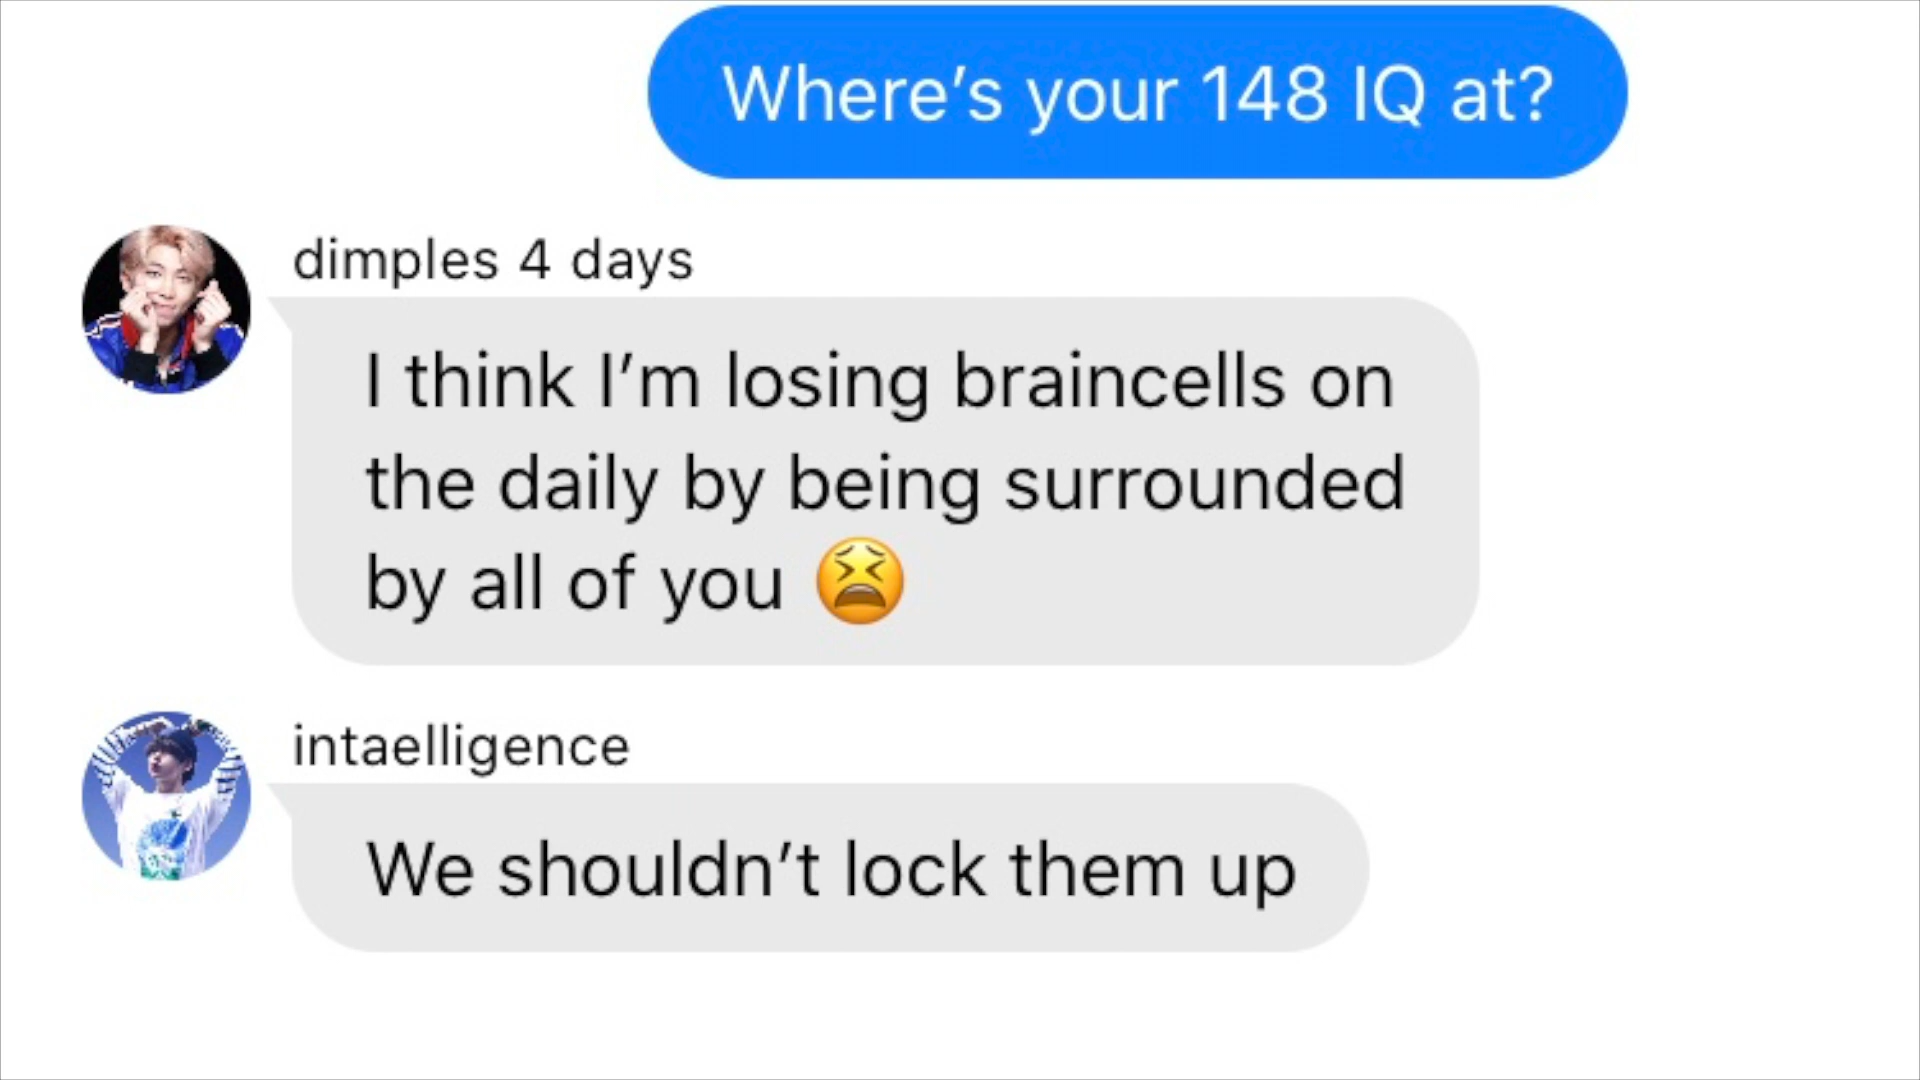 Where’s your 148 IQ at?
dimples 4 days
I think I’m losing braincells on
the daily by being surrounded
by all of you 😫
intaelligence
We shouldn’t lock them up